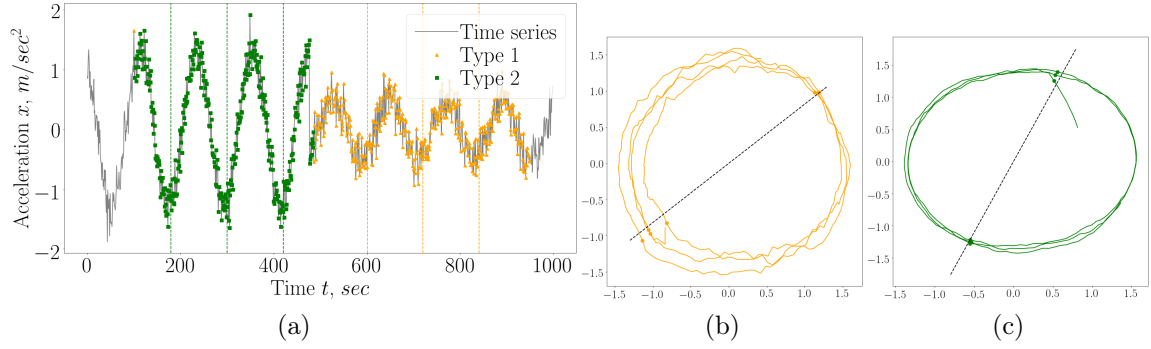 Acceleration x, m/sec²
2
1
0
−1
−2
Time series
Type 1
Type 2
0 200 400 600 800 1000
Time t, sec
(a)
1.5
1.0
0.5
0.0
−0.5
−1.0
−1.5
−1.5 −1.0 −0.5 0.0 0.5 1.0 1.5
(b)
1.5
1.0
0.5
0.0
−0.5
−1.0
−1.5
−1.5 −1.0 −0.5 0.0 0.5 1.0 1.5
(c)